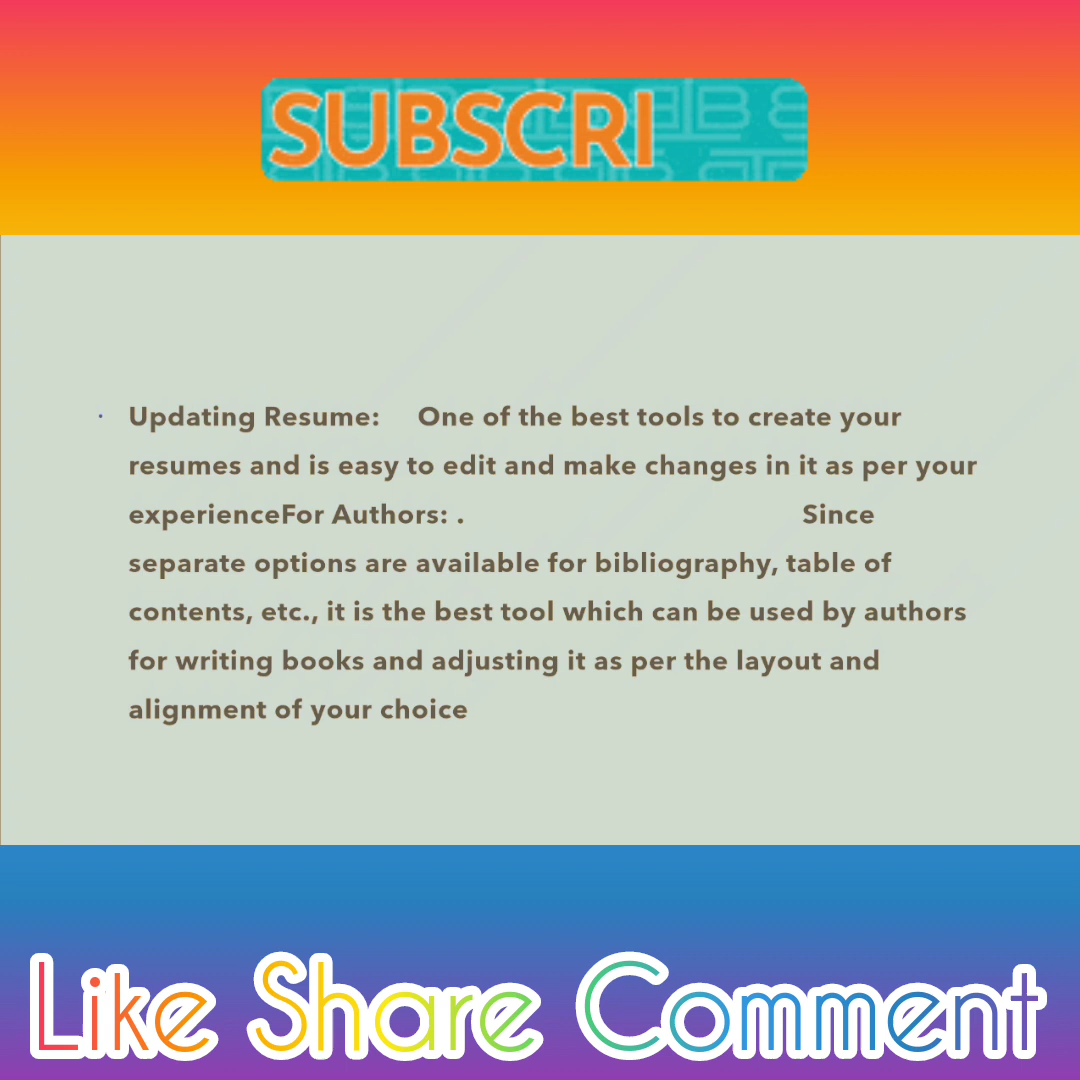 SUBSCRI
· Updating Resume: One of the best tools to create your
resumes and is easy to edit and make changes in it as per your
experienceFor Authors: . Since
separate options are available for bibliography, table of
contents, etc., it is the best tool which can be used by authors
for writing books and adjusting it as per the layout and
alignment of your choice
Like Share Comment